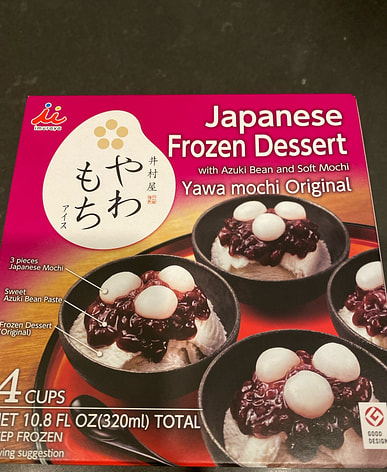 imuraya
Japanese
Frozen Dessert
with Azuki Bean and Soft Mochi
Yawa mochi Original
井村屋
やわ
もち
アイス
3 pieces
Japanese Mochi
Sweet
Azuki Bean Paste
Frozen Dessert
(Original)
4 CUPS
NET 10.8 FL OZ(320ml) TOTAL
EEP FROZEN
ving suggestion
G
GOOD
DESIGN